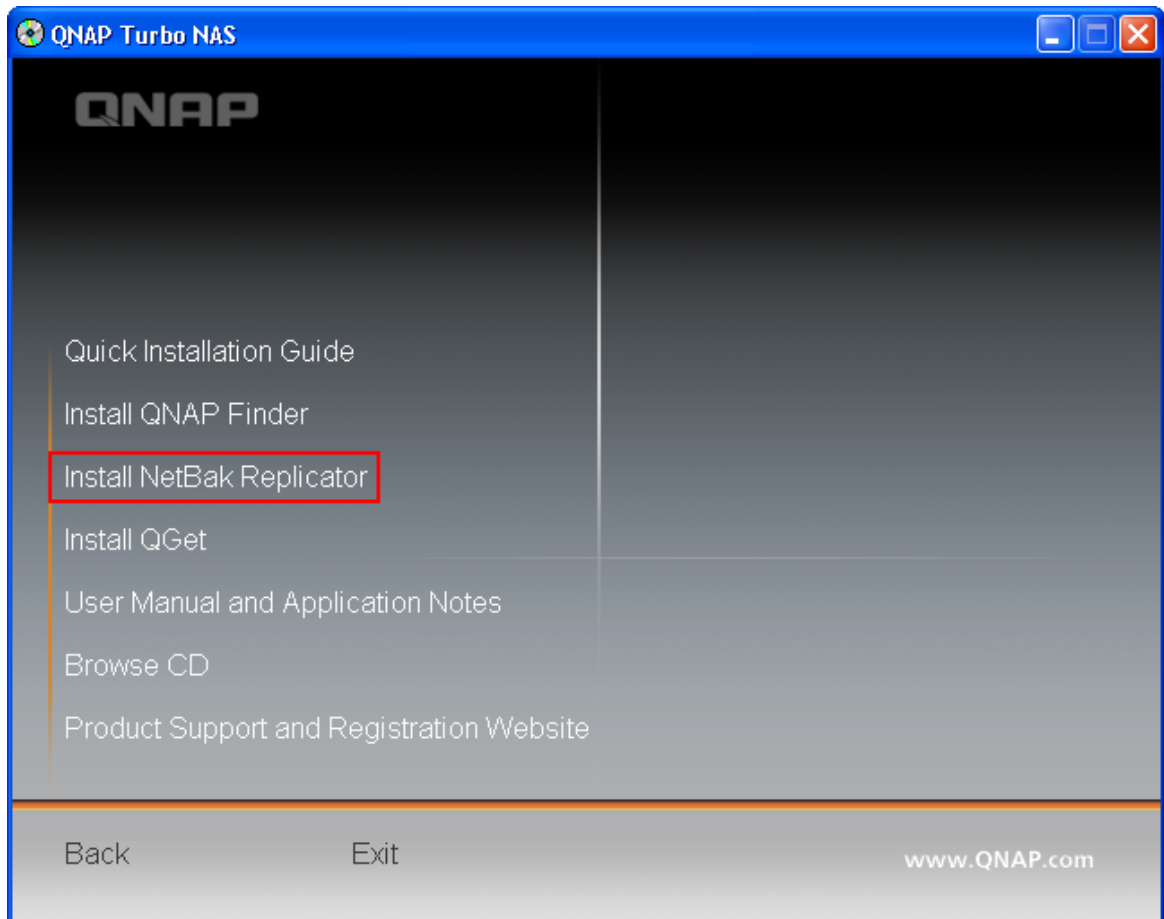 QNAP Turbo NAS
QNAP
Quick Installation Guide
Install QNAP Finder
Install NetBak Replicator
Install QGet
User Manual and Application Notes
Browse CD
Product Support and Registration Website
Back Exit www.QNAP.com